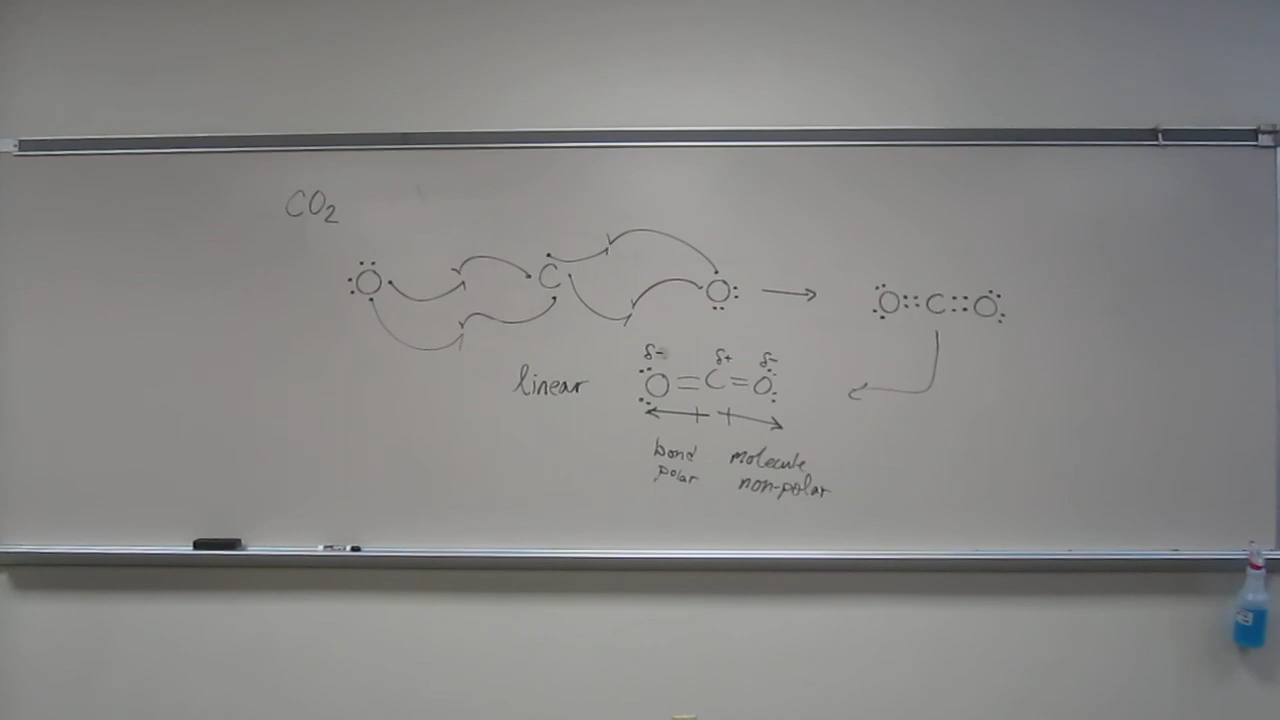 CO₂
:Ö· ·C· ·Ö: → :Ö::C::Ö:
δ- δ+ δ-
linear :O=C=O:
bond molecule
polar non-polar